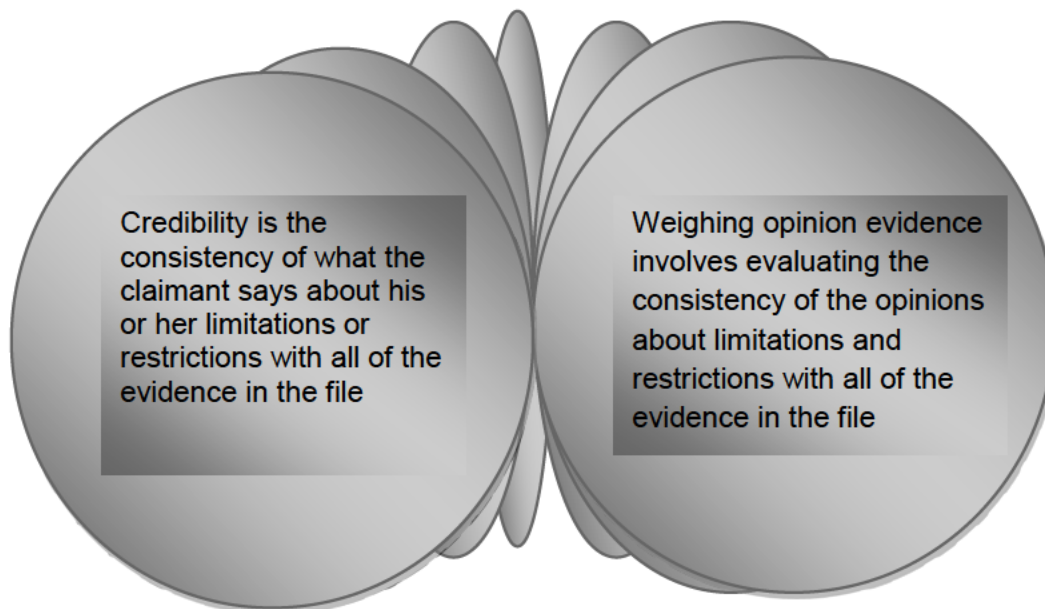 Credibility is the
consistency of what the
claimant says about his
or her limitations or
restrictions with all of the
evidence in the file
Weighing opinion evidence
involves evaluating the
consistency of the opinions
about limitations and
restrictions with all of the
evidence in the file